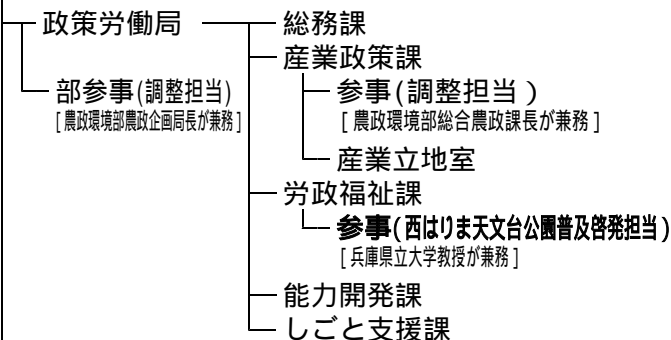 政策労働局
総務課
産業政策課
部参事(調整担当)
[農政環境部農政企画局長が兼務]
参事(調整担当)
[農政環境部総合農政課長が兼務]
産業立地室
労政福祉課
参事(西はりま天文台公園普及啓発担当)
[兵庫県立大学教授が兼務]
能力開発課
しごと支援課